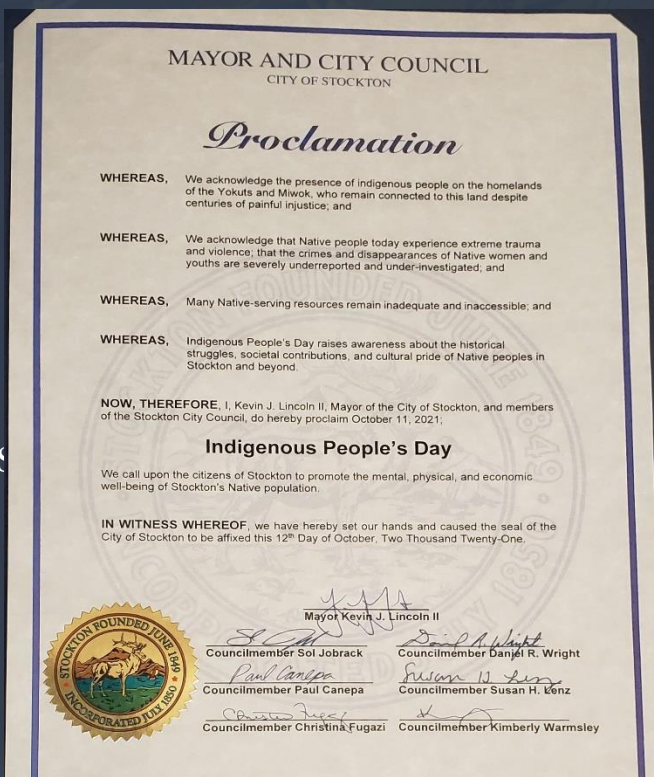 MAYOR AND CITY COUNCIL
CITY OF STOCKTON
Proclamation
WHEREAS, We acknowledge the presence of indigenous people on the homelands
of the Yokuts and Miwok, who remain connected to this land despite
centuries of painful injustice; and
WHEREAS, We acknowledge that Native people today experience extreme trauma
and violence; that the crimes and disappearances of Native women and
youths are severely underreported and under-investigated; and
WHEREAS, Many Native-serving resources remain inadequate and inaccessible; and
WHEREAS, Indigenous People's Day raises awareness about the historical
struggles, societal contributions, and cultural pride of Native peoples in
Stockton and beyond.
NOW, THEREFORE, I, Kevin J. Lincoln II, Mayor of the City of Stockton, and members
of the Stockton City Council, do hereby proclaim October 11, 2021;
Indigenous People's Day
We call upon the citizens of Stockton to promote the mental, physical, and economic
well-being of Stockton's Native population.
IN WITNESS WHEREOF, we have hereby set our hands and caused the seal of the
City of Stockton to be affixed this 12th Day of October, Two Thousand Twenty-One.
Mayor Kevin J. Lincoln II
Councilmember Sol Jobrack
David R. Wright
Councilmember Daniel R. Wright
Paul Canepa
Councilmember Paul Canepa
Susan H Lenz
Councilmember Susan H. Lenz
Christina Fugazi
Councilmember Christina Fugazi
Councilmember Kimberly Warmsley
STOCKTON FOUNDED JUNE 1849
INCORPORATED JULY 1850